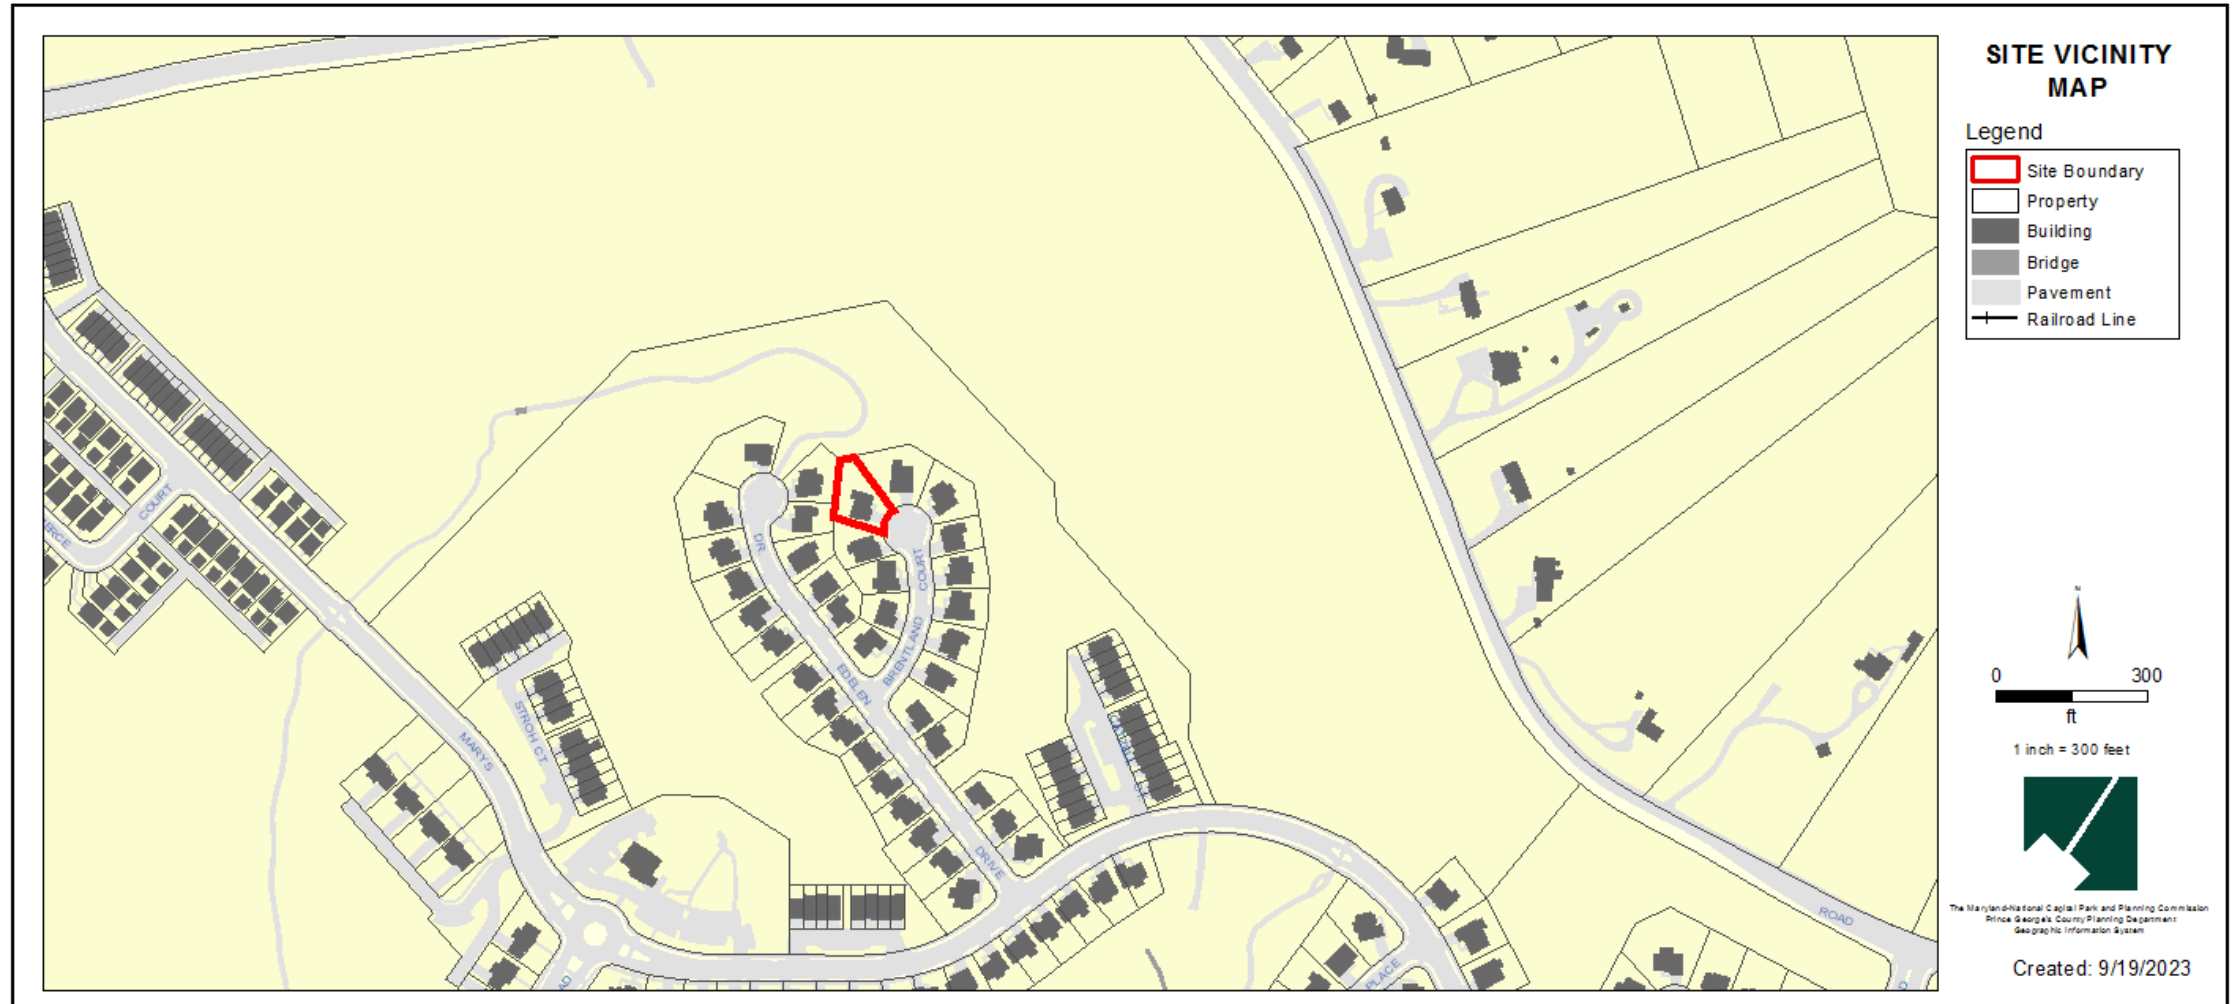 SITE VICINITY
MAP
Legend
Site Boundary
Property
Building
Bridge
Pavement
Railroad Line
COURT
DR.
COURT
BRENTLAND
EDELEN
STROH CT
MARYS
DRIVE
ROAD
PLACE
N
0 300
ft
1 inch = 300 feet
The Maryland-National Capital Park and Planning Commission
Prince George's County Planning Department
Geographic Information System
Created: 9/19/2023